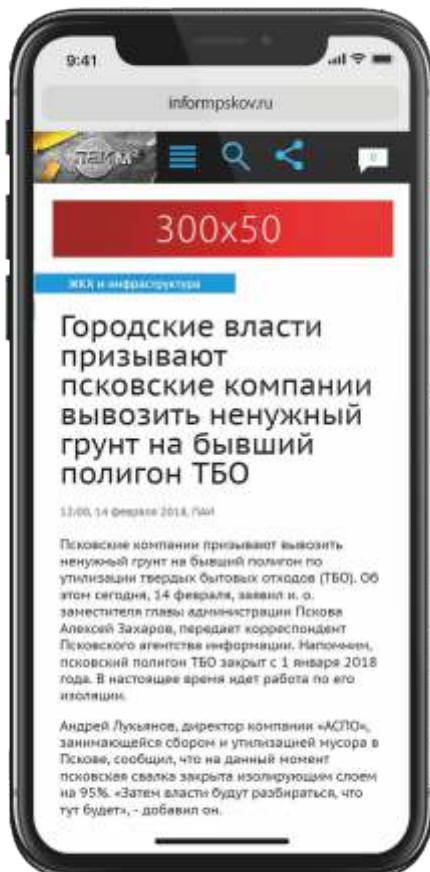 9:41
informpskov.ru
0
300x50
ЖКХ и инфраструктура
Городские власти
призывают
псковские компании
вывозить ненужный
грунт на бывший
полигон ТБО
12:00, 14 февраля 2018, ПАИ
Псковские компании призывают вывозить
ненужный грунт на бывший полигон по
утилизации твердых бытовых отходов (ТБО). Об
этом сегодня, 14 февраля, заявил и. о.
заместителя главы администрации Пскова
Алексей Захаров, передает корреспондент
Псковского агентства информации. Напомним,
псковский полигон ТБО закрыт с 1 января 2018
года. В настоящее время идет работа по его
изоляции.
Андрей Лукьянов, директор компании «АСПО»,
занимающейся сбором и утилизацией мусора в
Пскове, сообщил, что на данный момент
псковская свалка закрыта изолирующим слоем
на 95%. «Затем власти будут разбираться, что
тут будет», - добавил он.